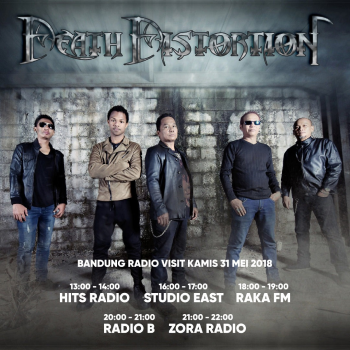 DEATH DISTORTION
BANDUNG RADIO VISIT KAMIS 31 MEI 2018
13:00 - 14:00 16:00 - 17:00 18:00 - 19:00
HITS RADIO STUDIO EAST RAKA FM
20:00 - 21:00 21:00 - 22:00
RADIO B ZORA RADIO